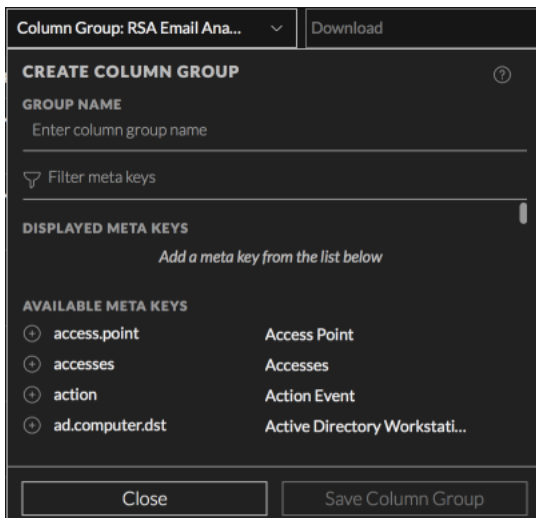 Column Group: RSA Email Ana... Download
CREATE COLUMN GROUP
GROUP NAME
Enter column group name
Filter meta keys
DISPLAYED META KEYS
Add a meta key from the list below
AVAILABLE META KEYS
access.point Access Point
accesses Accesses
action Action Event
ad.computer.dst Active Directory Workstati...
Close Save Column Group